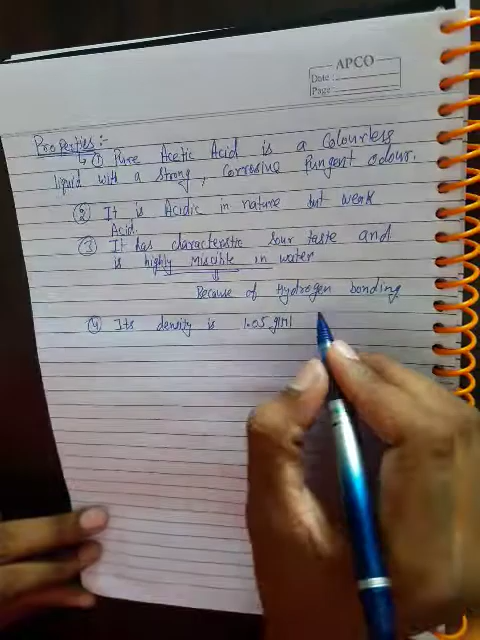 APCO
Date :
Page :
Properties :-
① Pure Acetic Acid is a Colourless
liquid with a strong, Corrosive Pungent odour.
② It is Acidic in nature but weak
Acid.
③ It has characterstic Sour taste and
is highly miscible in water
Because of Hydrogen bonding
④ Its density is 1.05 g/ml